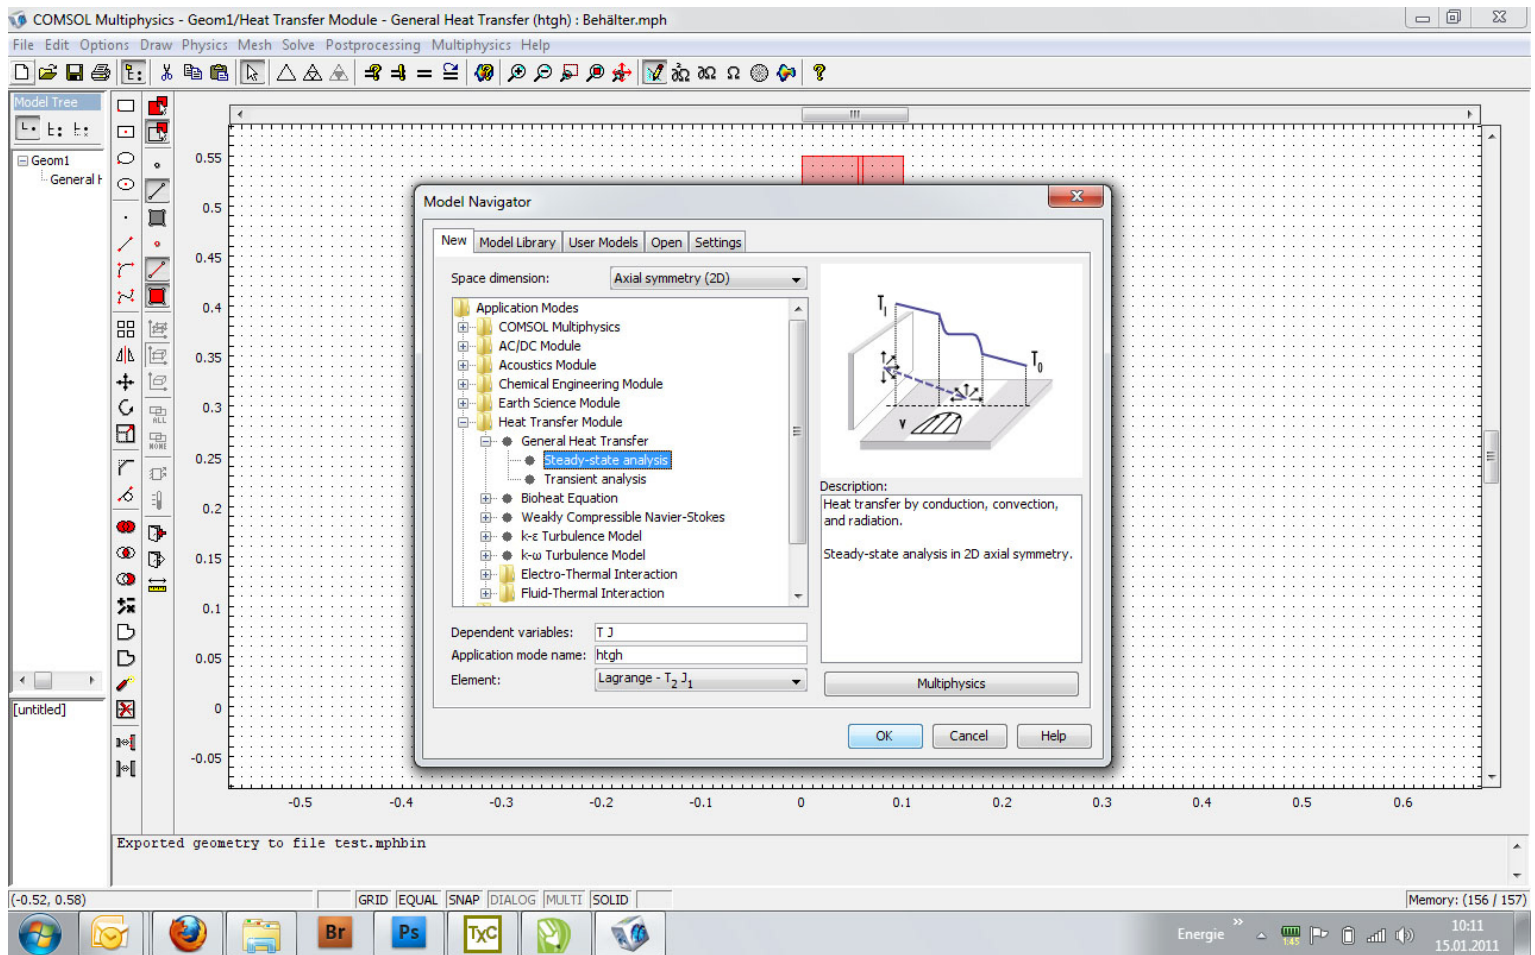 COMSOL Multiphysics - Geom1/Heat Transfer Module - General Heat Transfer (htgh) : Behälter.mph
File Edit Options Draw Physics Mesh Solve Postprocessing Multiphysics Help
Model Tree
Geom1
General H
[untitled]
ALL
NONE
0.55
0.5
0.45
0.4
0.35
0.3
0.25
0.2
0.15
0.1
0.05
0
-0.05
-0.5 -0.4 -0.3 -0.2 -0.1 0 0.1 0.2 0.3 0.4 0.5 0.6
Model Navigator
New Model Library User Models Open Settings
Space dimension: Axial symmetry (2D)
Application Modes
COMSOL Multiphysics
AC/DC Module
Acoustics Module
Chemical Engineering Module
Earth Science Module
Heat Transfer Module
General Heat Transfer
Steady-state analysis
Transient analysis
Bioheat Equation
Weakly Compressible Navier-Stokes
k-ε Turbulence Model
k-ω Turbulence Model
Electro-Thermal Interaction
Fluid-Thermal Interaction
Dependent variables: T J
Application mode name: htgh
Element: Lagrange - T2 J1
T1
T0
v
Description:
Heat transfer by conduction, convection,
and radiation.
Steady-state analysis in 2D axial symmetry.
Multiphysics
OK Cancel Help
Exported geometry to file test.mphbin
(-0.52, 0.58) GRID EQUAL SNAP DIALOG MULTI SOLID Memory: (156 / 157)
Br Ps TXC Energie 1:45 10:11
15.01.2011